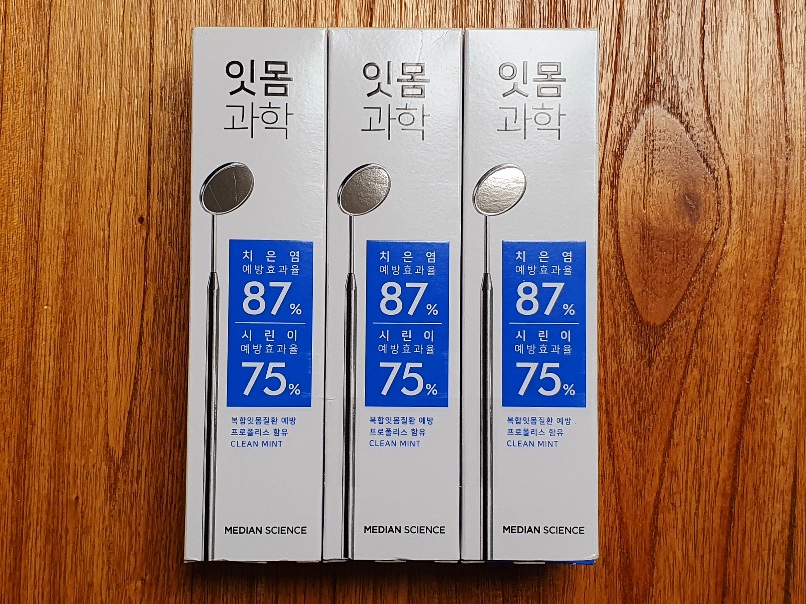 잇몸
과학
치은염
예방효과율
87%
시린이
예방효과율
75%
복합잇몸질환 예방
프로폴리스 함유
CLEAN MINT
MEDIAN SCIENCE
잇몸
과학
치은염
예방효과율
87%
시린이
예방효과율
75%
복합잇몸질환 예방
프로폴리스 함유
CLEAN MINT
MEDIAN SCIENCE
잇몸
과학
치은염
예방효과율
87%
시린이
예방효과율
75%
복합잇몸질환 예방
프로폴리스 함유
CLEAN MINT
MEDIAN SCIENCE